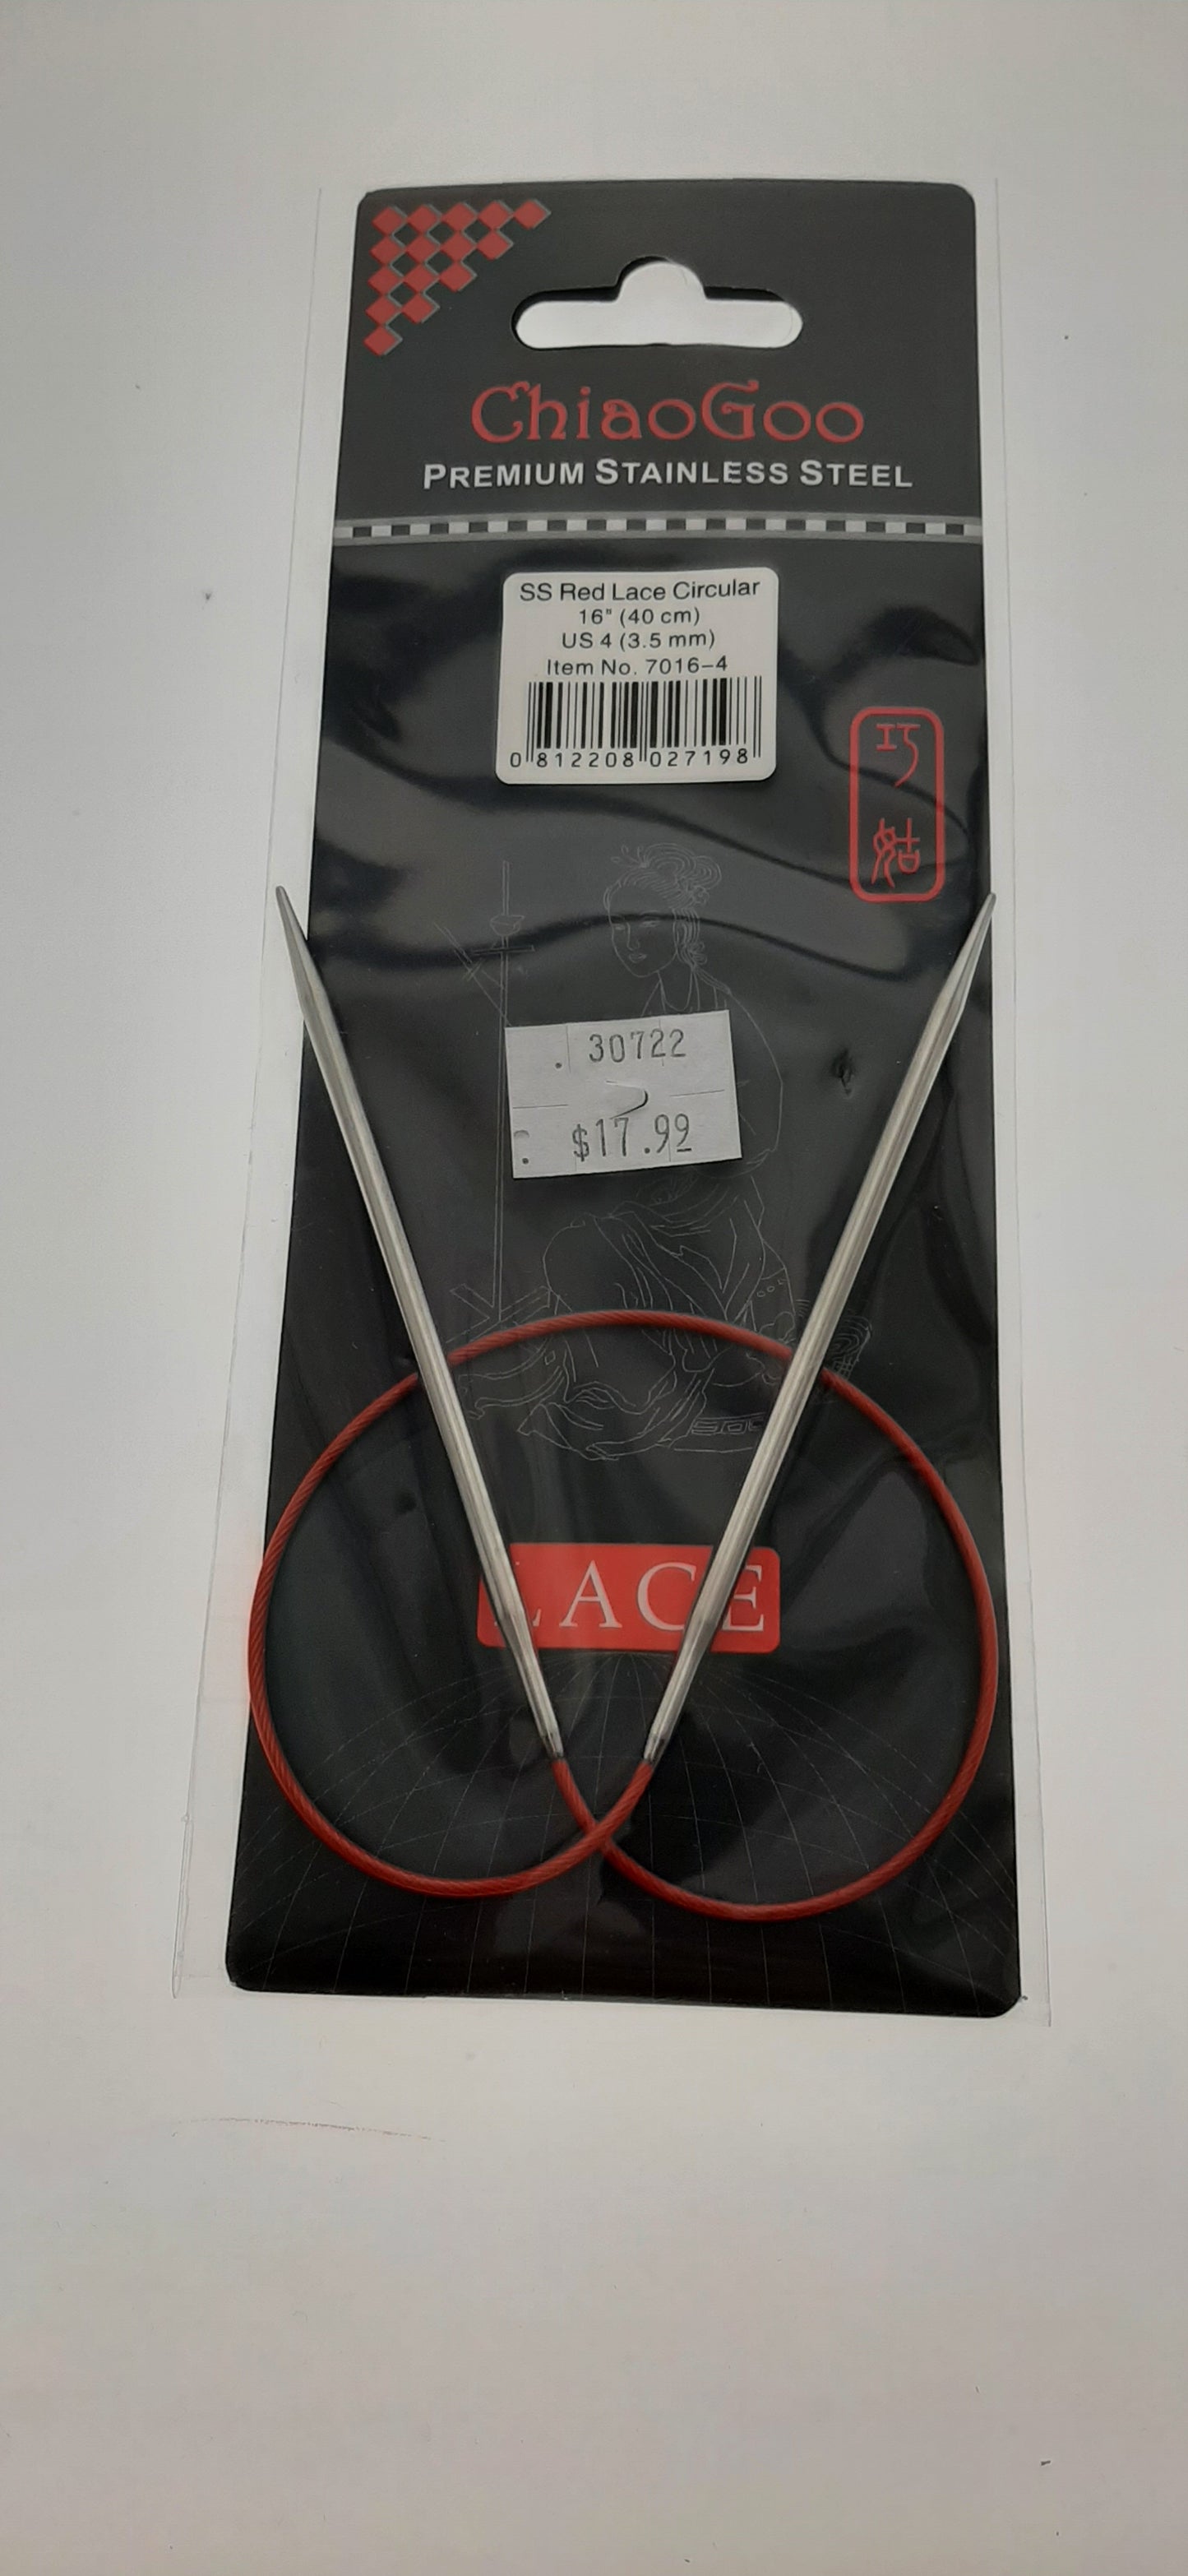 ChiaoGoo
PREMIUM STAINLESS STEEL
SS Red Lace Circular
16" (40 cm)
US 4 (3.5 mm)
Item No. 7016-4
0 812208 027198
巧
姑
30722
$17.99
LACE